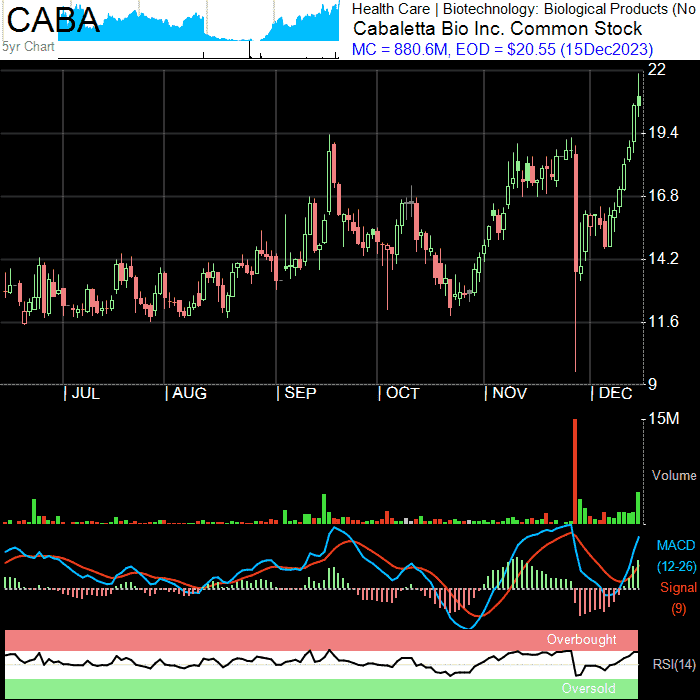 CABA
5yr Chart
Health Care | Biotechnology: Biological Products (No
Cabaletta Bio Inc. Common Stock
MC = 880.6M, EOD = $20.55 (15Dec2023)
22
19.4
16.8
14.2
11.6
9
| JUL | AUG | SEP | OCT | NOV | DEC
15M
Volume
MACD
(12-26)
Signal
(9)
Overbought
RSI(14)
Oversold